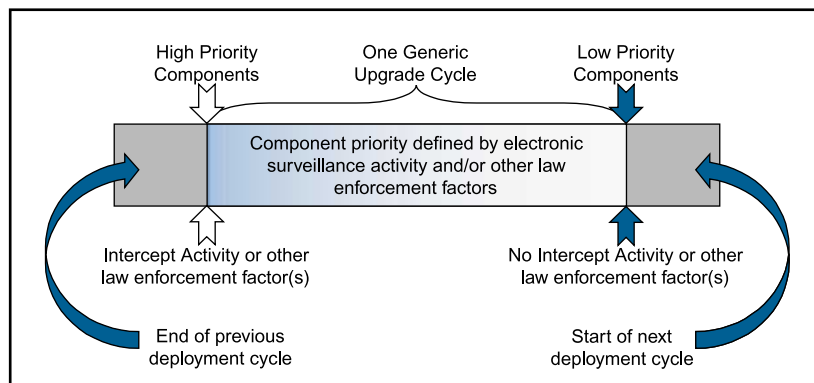 High Priority
Components
One Generic
Upgrade Cycle
Low Priority
Components
Component priority defined by electronic
surveillance activity and/or other law
enforcement factors
Intercept Activity or other
law enforcement factor(s)
No Intercept Activity or other
law enforcement factor(s)
End of previous
deployment cycle
Start of next
deployment cycle